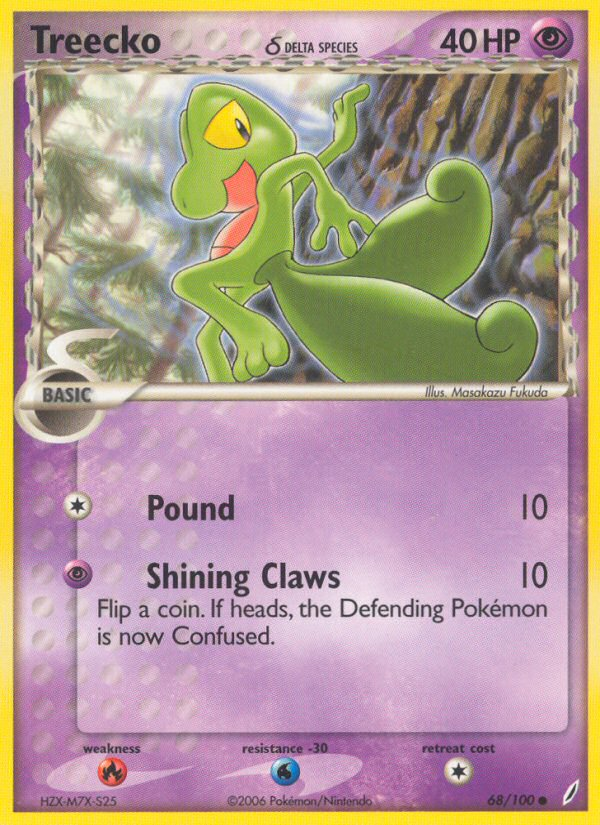 Treecko δ DELTA SPECIES 40 HP
BASIC
Illus. Masakazu Fukuda
Pound 10
Shining Claws 10
Flip a coin. If heads, the Defending Pokémon
is now Confused.
weakness resistance -30 retreat cost
HZX-M7X-S25 ©2006 Pokémon/Nintendo 68/100